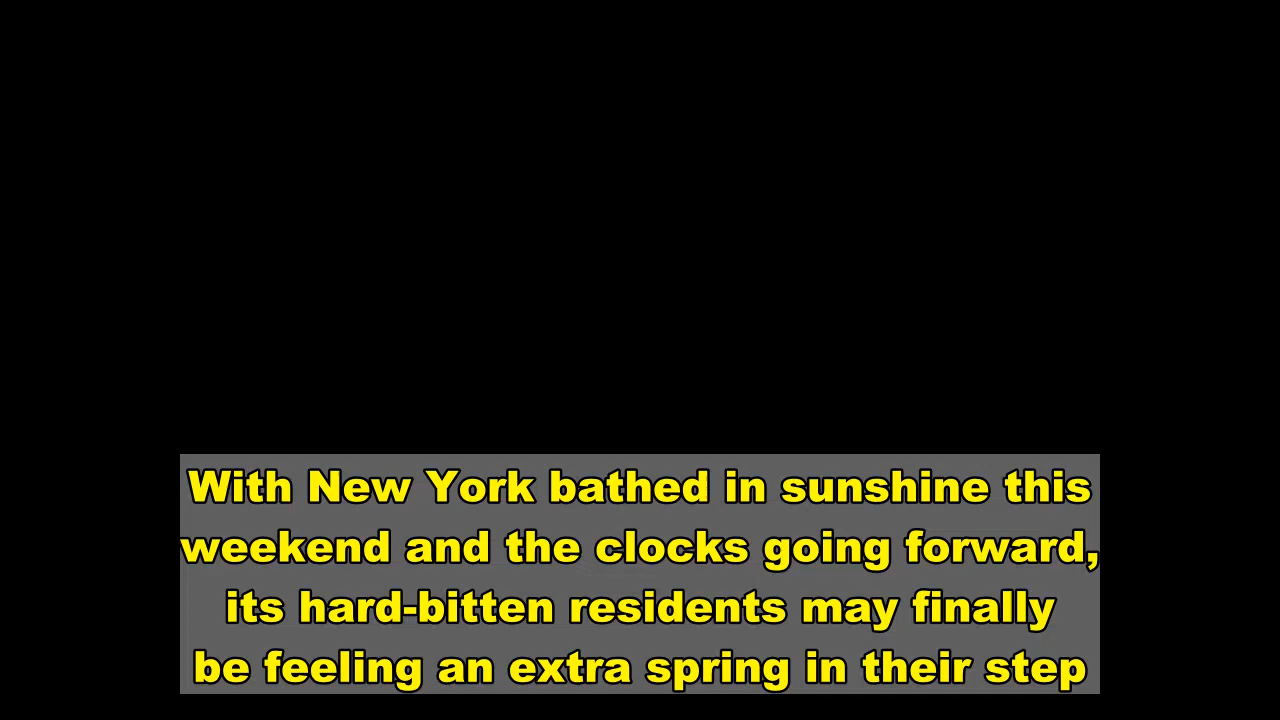 With New York bathed in sunshine this
weekend and the clocks going forward,
its hard-bitten residents may finally
be feeling an extra spring in their step